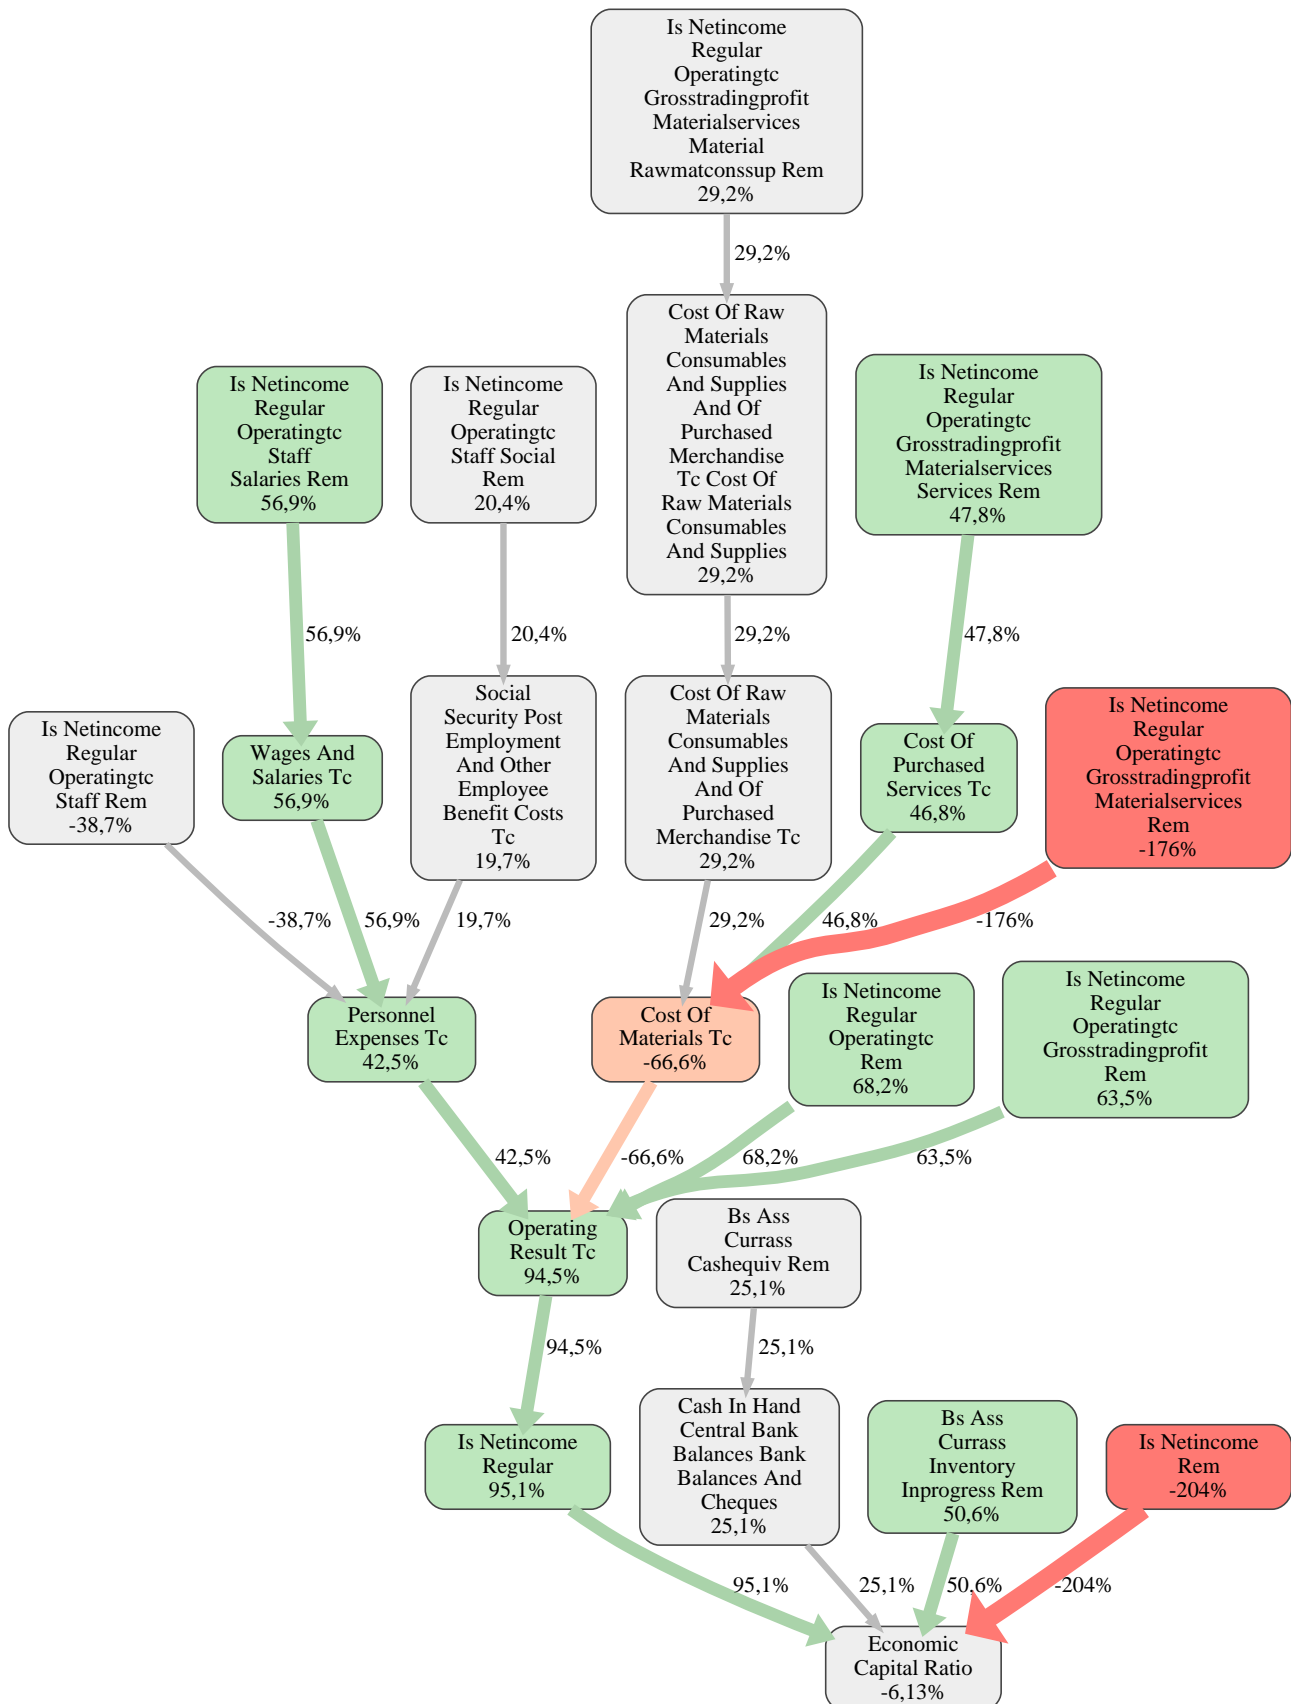 Is Netincome
Regular
Operatingtc
Grosstradingprofit
Materialservices
Material
Rawmatconssup Rem
29,2%
29,2%
Cost Of Raw
Materials
Consumables
And Supplies
And Of
Purchased
Merchandise
Tc Cost Of
Raw Materials
Consumables
And Supplies
29,2%
Is Netincome
Regular
Operatingtc
Staff
Salaries Rem
56,9%
Is Netincome
Regular
Operatingtc
Staff Social
Rem
20,4%
Is Netincome
Regular
Operatingtc
Grosstradingprofit
Materialservices
Services Rem
47,8%
56,9%
20,4%
29,2%
47,8%
Is Netincome
Regular
Operatingtc
Staff Rem
-38,7%
Wages And
Salaries Tc
56,9%
Social
Security Post
Employment
And Other
Employee
Benefit Costs
Tc
19,7%
Cost Of Raw
Materials
Consumables
And Supplies
And Of
Purchased
Merchandise Tc
29,2%
Cost Of
Purchased
Services Tc
46,8%
Is Netincome
Regular
Operatingtc
Grosstradingprofit
Materialservices
Rem
-176%
-38,7%
56,9%
19,7%
29,2%
46,8%
-176%
Personnel
Expenses Tc
42,5%
Cost Of
Materials Tc
-66,6%
Is Netincome
Regular
Operatingtc
Rem
68,2%
Is Netincome
Regular
Operatingtc
Grosstradingprofit
Rem
63,5%
42,5%
-66,6%
68,2%
63,5%
Operating
Result Tc
94,5%
Bs Ass
Currass
Cashequiv Rem
25,1%
94,5%
25,1%
Is Netincome
Regular
95,1%
Cash In Hand
Central Bank
Balances Bank
Balances And
Cheques
25,1%
Bs Ass
Currass
Inventory
Inprogress Rem
50,6%
Is Netincome
Rem
-204%
95,1%
25,1%
50,6%
-204%
Economic
Capital Ratio
-6,13%